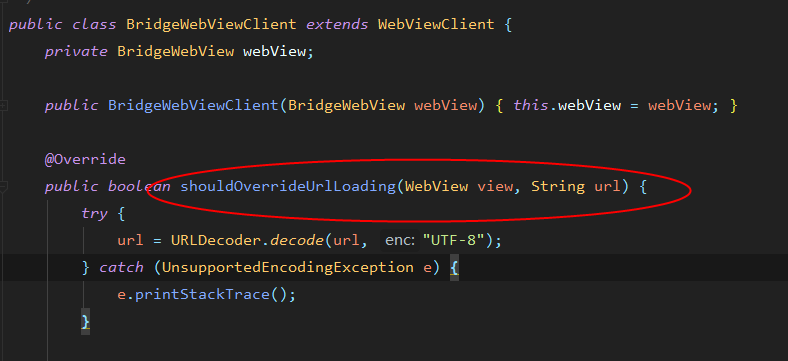 public class BridgeWebViewClient extends WebViewClient {
private BridgeWebView webView;
public BridgeWebViewClient(BridgeWebView webView) { this.webView = webView; }
@Override
public boolean shouldOverrideUrlLoading(WebView view, String url) {
try {
url = URLDecoder.decode(url, enc: "UTF-8");
} catch (UnsupportedEncodingException e) {
e.printStackTrace();
}